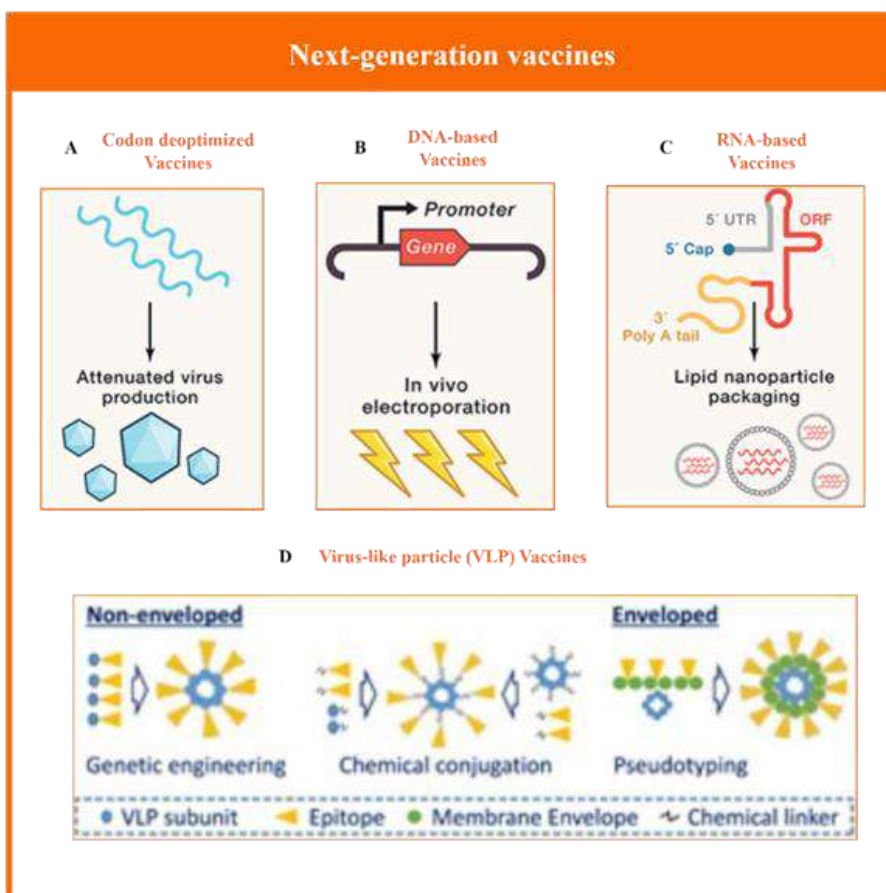 Next-generation vaccines
A Codon deoptimized
Vaccines
B DNA-based
Vaccines
C RNA-based
Vaccines
Promoter
Gene
In vivo
electroporation
Attenuated virus
production
5´ UTR
ORF
5´ Cap
3´
Poly A tail
Lipid nanoparticle
packaging
D Virus-like particle (VLP) Vaccines
Non-enveloped
Enveloped
Genetic engineering
Chemical conjugation
Pseudotyping
VLP subunit
Epitope
Membrane Envelope
Chemical linker